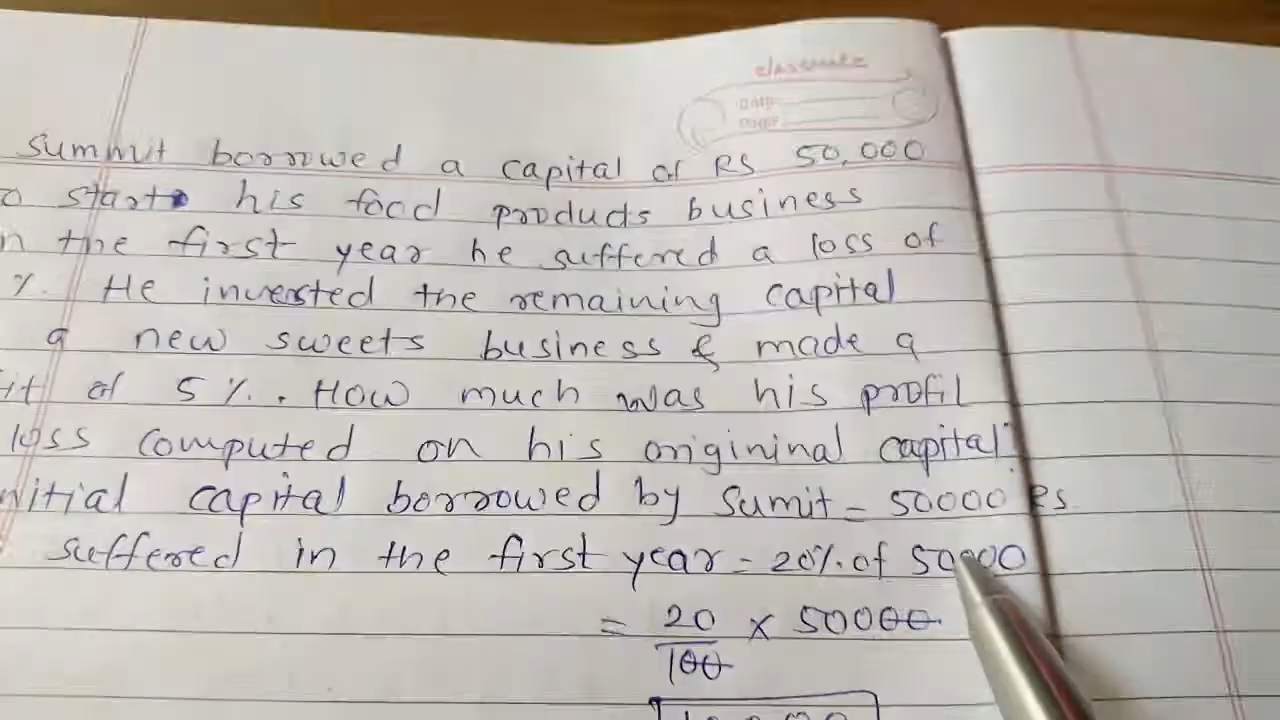 classmate
Date
Page
Summit borrowed a capital of RS 50,000
o start his food products business
n the first year he suffered a loss of
%. He invested the remaining capital
a new sweets business & made a
it of 5%. How much was his profil
loss computed on his origininal capital?
nitial capital borrowed by Sumit - 50000 Rs.
suffered in the first year = 20% of 50000
= 20/100 × 50000